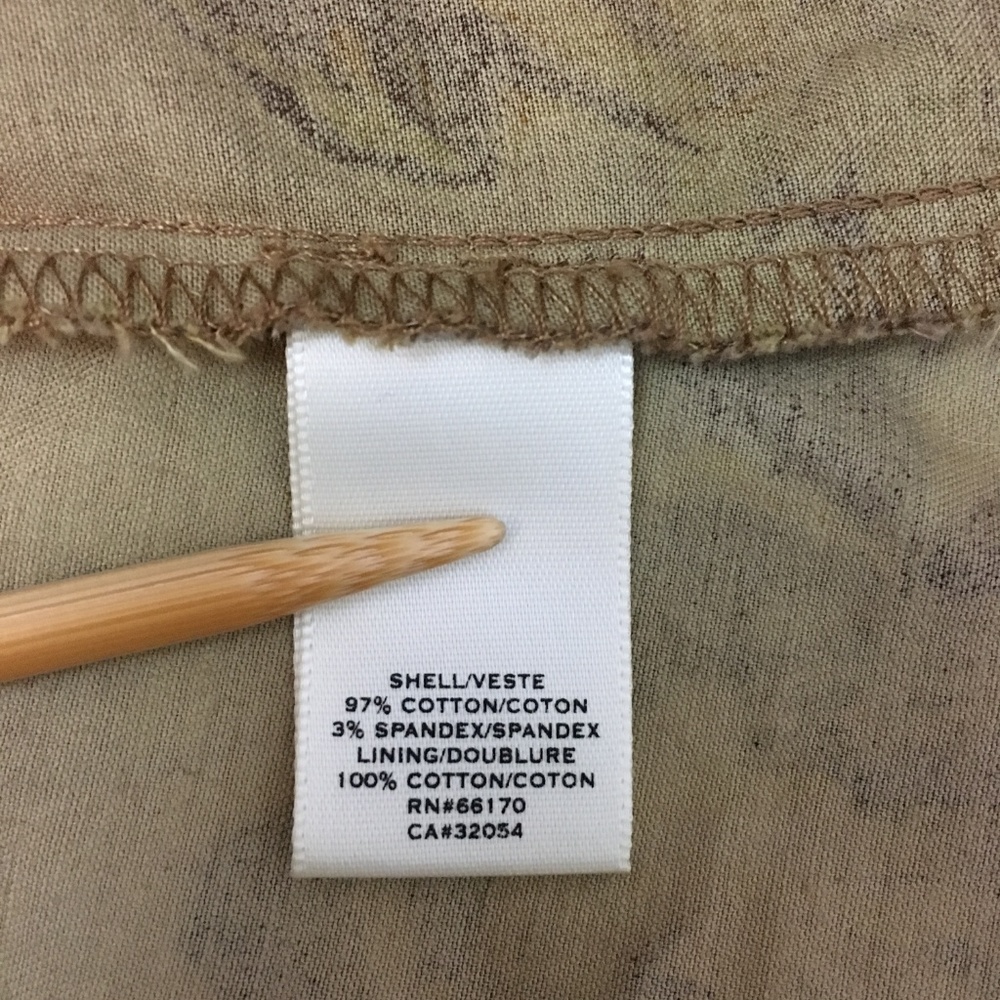 SHELL/VESTE
97% COTTON/COTON
3% SPANDEX/SPANDEX
LINING/DOUBLURE
100% COTTON/COTON
RN#66170
CA#32054